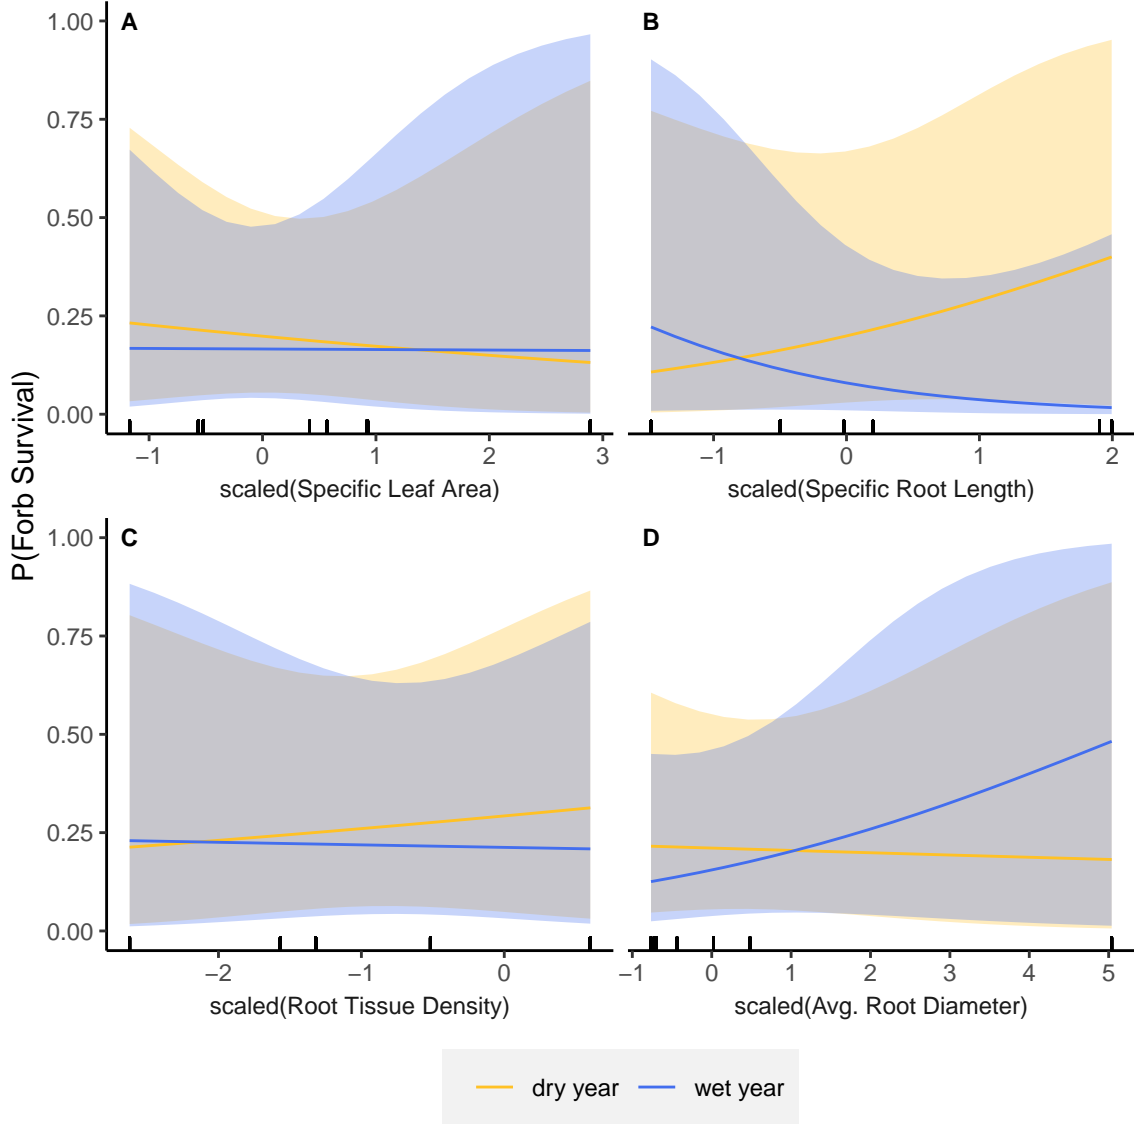 P(Forb Survival)
A
1.00
0.75
0.50
0.25
0.00
−1 0 1 2 3
scaled(Specific Leaf Area)
B
−1 0 1 2
scaled(Specific Root Length)
C
1.00
0.75
0.50
0.25
0.00
−2 −1 0
scaled(Root Tissue Density)
D
−1 0 1 2 3 4 5
scaled(Avg. Root Diameter)
dry year wet year